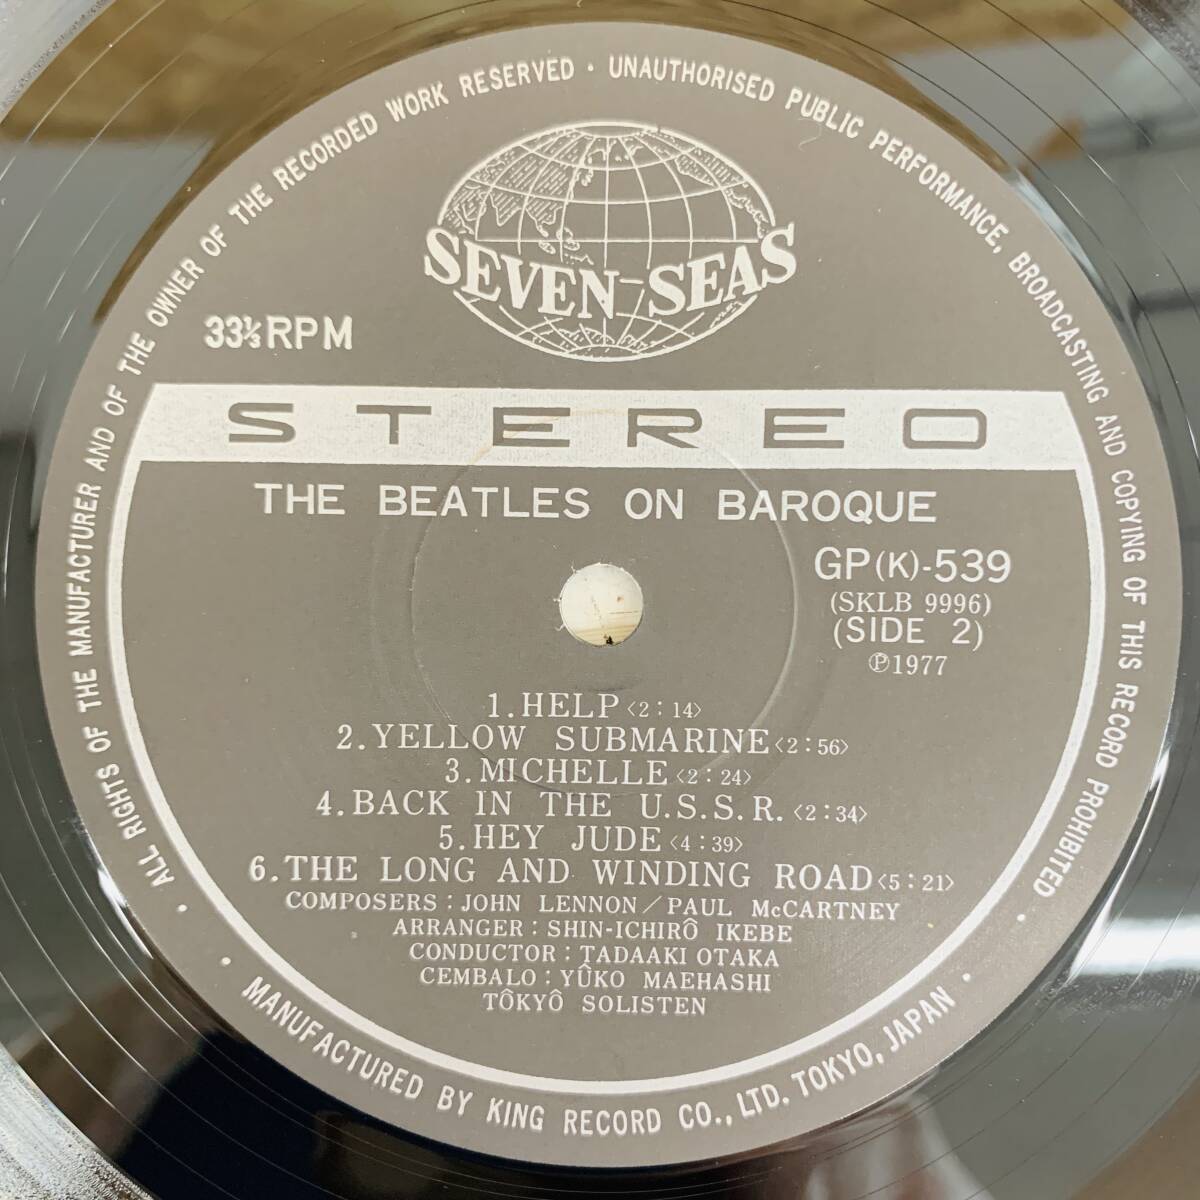 ALL RIGHTS OF THE MANUFACTURER AND OF THE OWNER OF THE RECORDED WORK RESERVED · UNAUTHORISED PUBLIC PERFORMANCE, BROADCASTING AND COPYING OF THIS RECORD PROHIBITED ·
SEVEN-SEAS
33⅓RPM
STEREO
THE BEATLES ON BAROQUE
GP(K)-539
(SKLB 9996)
(SIDE 2)
℗1977
1.HELP<2:14>
2.YELLOW SUBMARINE<2:56>
3.MICHELLE<2:24>
4.BACK IN THE U.S.S.R.<2:34>
5.HEY JUDE<4:39>
6.THE LONG AND WINDING ROAD<5:21>
COMPOSERS:JOHN LENNON/PAUL McCARTNEY
ARRANGER:SHIN-ICHIRÔ IKEBE
CONDUCTOR:TADAAKI OTAKA
CEMBALO:YÛKO MAEHASHI
TÔKYÔ SOLISTEN
· MANUFACTURED BY KING RECORD CO., LTD. TOKYO, JAPAN ·